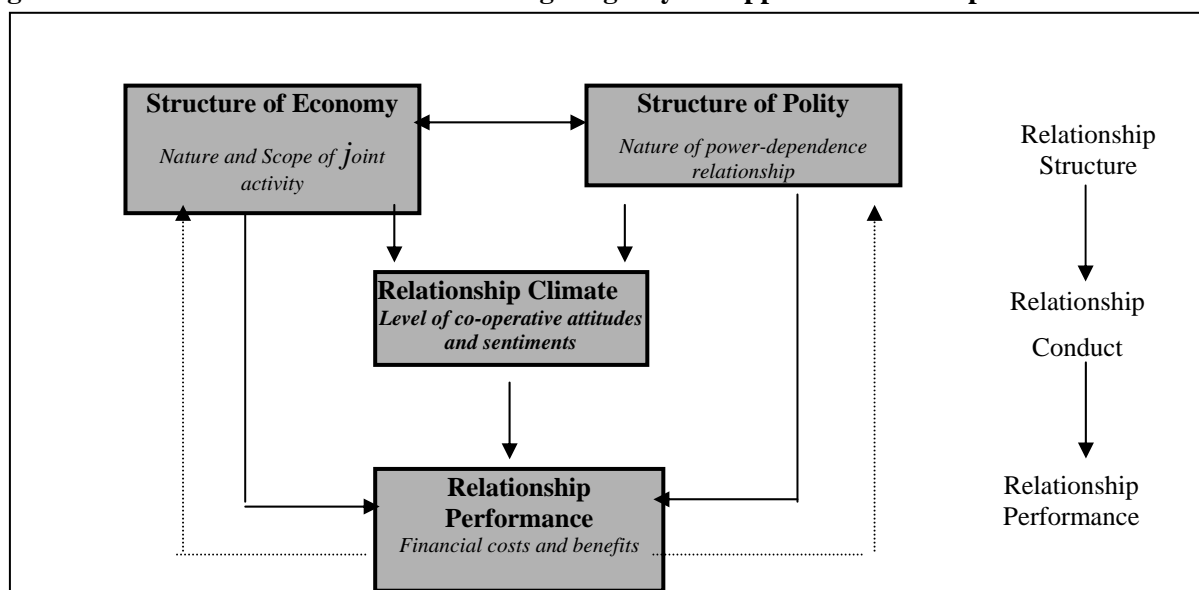 Structure of Economy
Nature and Scope of joint
activity
Structure of Polity
Nature of power-dependence
relationship
Relationship Climate
Level of co-operative attitudes
and sentiments
Relationship
Performance
Financial costs and benefits
Relationship
Structure
Relationship
Conduct
Relationship
Performance